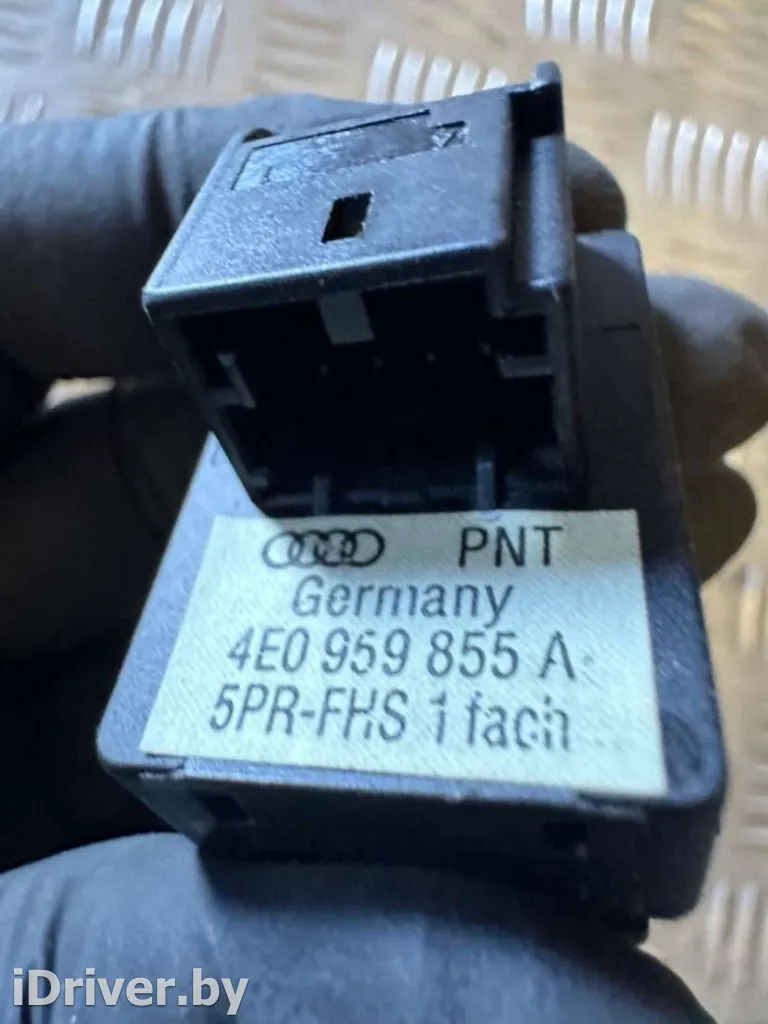 PNT
Germany
4E0 959 855 A
5PR-FHS 1 fach
iDriver.by